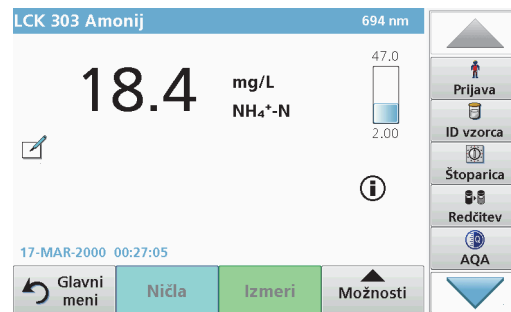 LCK 303 Amonij 694 nm
47.0
18.4 mg/L
NH₄⁺-N
2.00
17-MAR-2000 00:27:05
Glavni
meni
Ničla
Izmeri
Možnosti
Prijava
ID vzorca
Štoparica
Redčitev
AQA